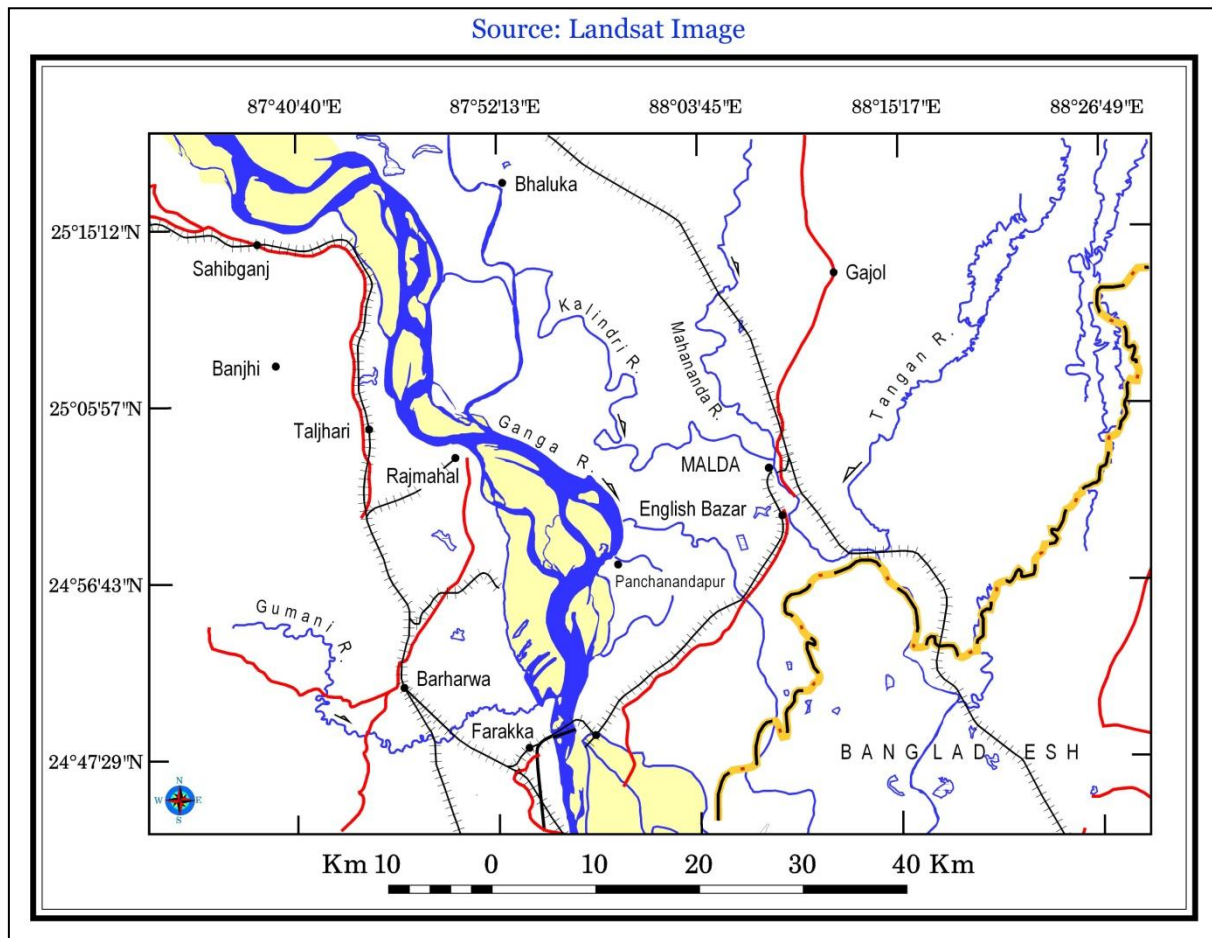 Source: Landsat Image
87°40'40"E 87°52'13"E 88°03'45"E 88°15'17"E 88°26'49"E
Bhaluka
25°15'12"N
Sahibganj
Gajol
Kalindri R.
Mahananda R.
Tangan R.
Banjhi
25°05'57"N
Taljhari
Ganga R.
Rajmahal
MALDA
English Bazar
Panchanandapur
24°56'43"N
Gumani R.
Barharwa
Farakka
24°47'29"N
BANGLADESH
N
W E
S
Km 10 0 10 20 30 40 Km